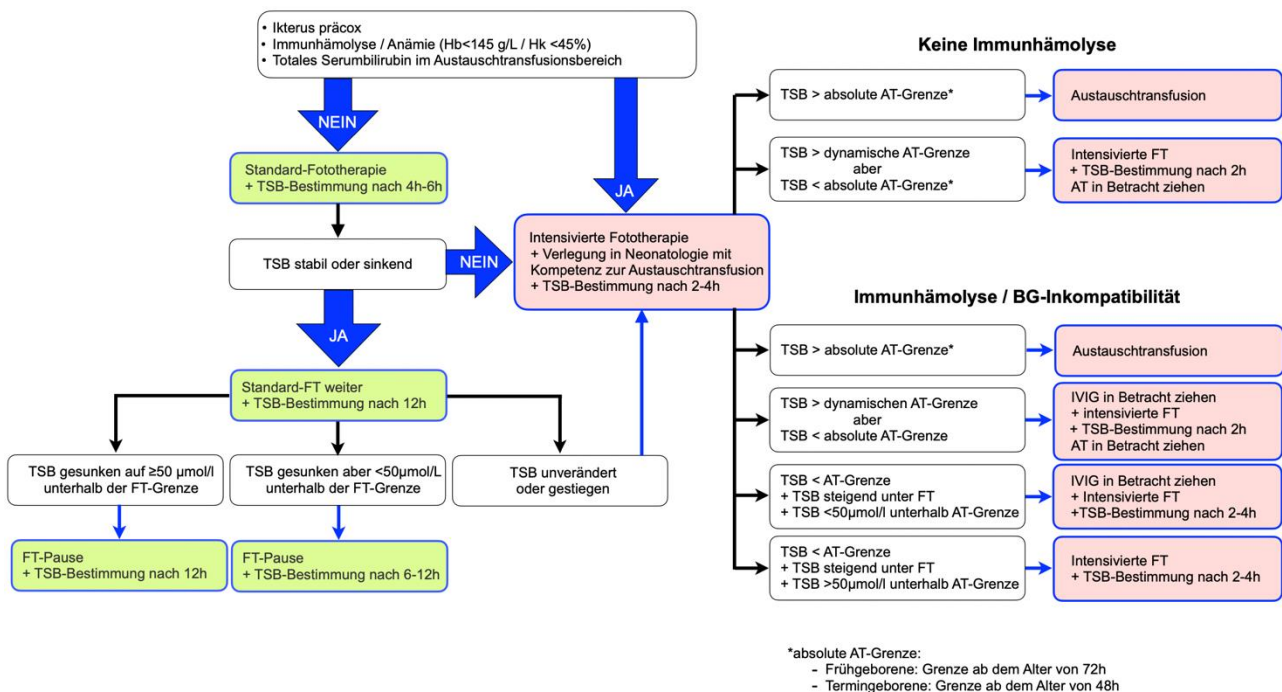 • Ikterus präcox
• Immunhämolyse / Anämie (Hb<145 g/L / Hk <45%)
• Totales Serumbilirubin im Austauschtransfusionsbereich
NEIN
JA
Standard-Fototherapie
+ TSB-Bestimmung nach 4h-6h
TSB stabil oder sinkend
NEIN
Intensivierte Fototherapie
+ Verlegung in Neonatologie mit
Kompetenz zur Austauschtransfusion
+ TSB-Bestimmung nach 2-4h
JA
Standard-FT weiter
+ TSB-Bestimmung nach 12h
TSB gesunken auf ≥50 µmol/l
unterhalb der FT-Grenze
TSB gesunken aber <50µmol/L
unterhalb der FT-Grenze
TSB unverändert
oder gestiegen
FT-Pause
+ TSB-Bestimmung nach 12h
FT-Pause
+ TSB-Bestimmung nach 6-12h
Keine Immunhämolyse
TSB > absolute AT-Grenze*
Austauschtransfusion
TSB > dynamische AT-Grenze
aber
TSB < absolute AT-Grenze*
Intensivierte FT
+ TSB-Bestimmung nach 2h
AT in Betracht ziehen
Immunhämolyse / BG-Inkompatibilität
TSB > absolute AT-Grenze*
Austauschtransfusion
TSB > dynamischen AT-Grenze
aber
TSB < absolute AT-Grenze
IVIG in Betracht ziehen
+ intensivierte FT
+ TSB-Bestimmung nach 2h
AT in Betracht ziehen
TSB < AT-Grenze
+ TSB steigend unter FT
+ TSB <50µmol/l unterhalb AT-Grenze
IVIG in Betracht ziehen
+ Intensivierte FT
+TSB-Bestimmung nach 2-4h
TSB < AT-Grenze
+ TSB steigend unter FT
+ TSB >50µmol/l unterhalb AT-Grenze
Intensivierte FT
+ TSB-Bestimmung nach 2-4h
*absolute AT-Grenze:
- Frühgeborene: Grenze ab dem Alter von 72h
- Termingeborene: Grenze ab dem Alter von 48h